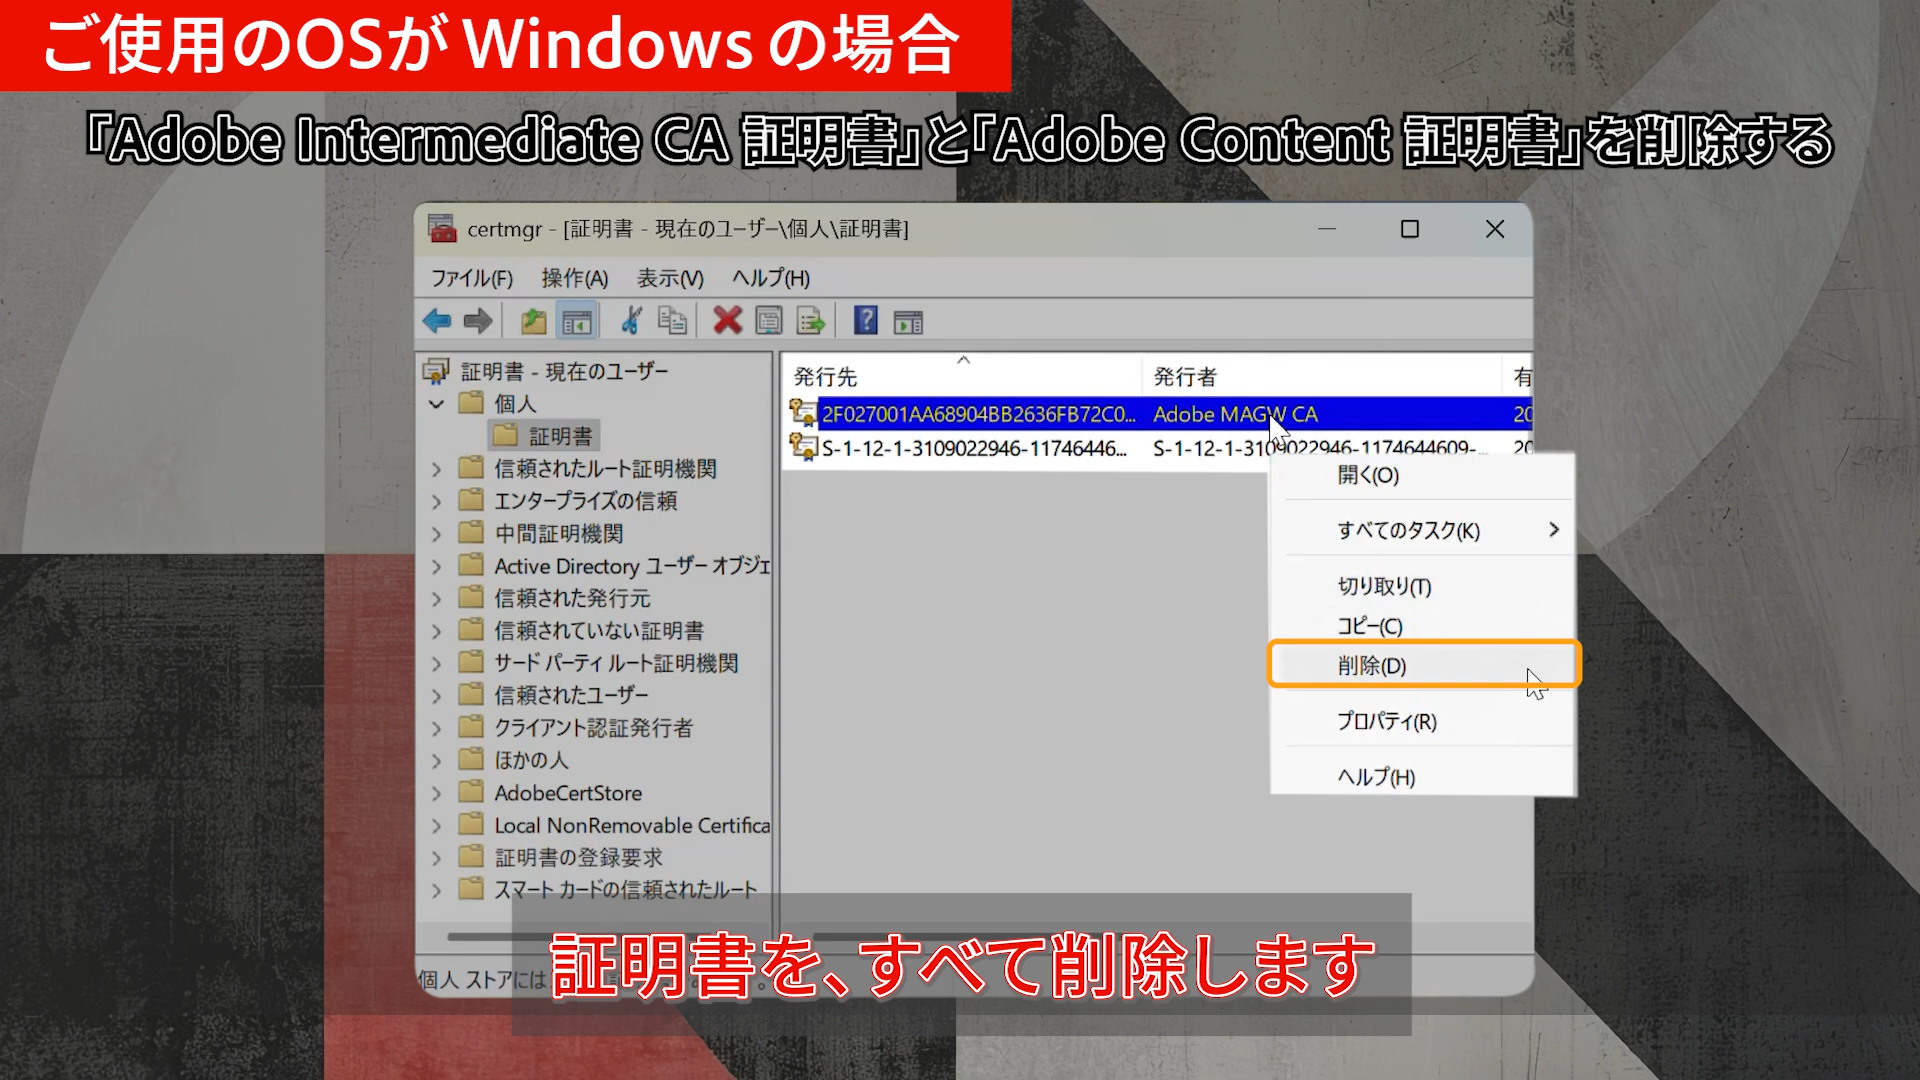 ご使用のOSが Windows の場合
「Adobe Intermediate CA 証明書」と「Adobe Content 証明書」を削除する
certmgr - [証明書 - 現在のユーザー\個人\証明書]
ファイル(F) 操作(A) 表示(V) ヘルプ(H)
証明書 - 現在のユーザー
個人
証明書
信頼されたルート証明機関
エンタープライズの信頼
中間証明機関
Active Directory ユーザー オブジェ
信頼された発行元
信頼されていない証明書
サード パーティ ルート証明機関
信頼されたユーザー
クライアント認証発行者
ほかの人
AdobeCertStore
Local NonRemovable Certifica
証明書の登録要求
スマート カードの信頼されたルート
発行先 発行者 有
2F027001AA68904BB2636FB72C0... Adobe MAGW CA 20
S-1-12-1-3109022946-11746446... S-1-12-1-3109022946-1174644609-... 20
開く(O)
すべてのタスク(K)
切り取り(T)
コピー(C)
削除(D)
プロパティ(R)
ヘルプ(H)
個人 ストアには
証明書を、すべて削除します